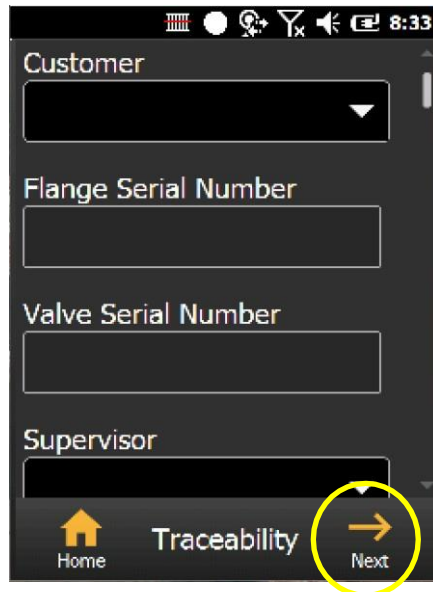 8:33
Customer
Flange Serial Number
Valve Serial Number
Supervisor
Traceability
Home
Next